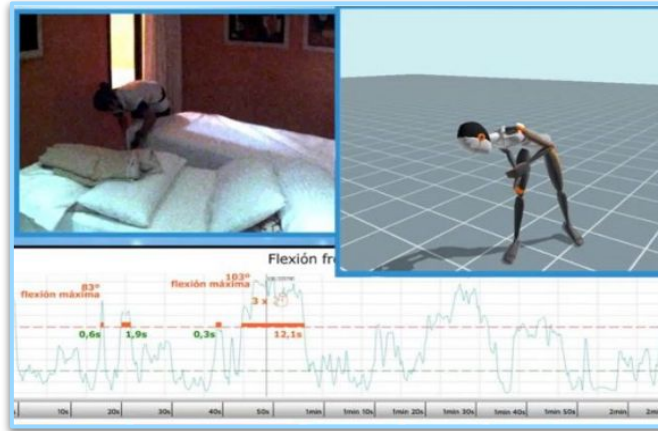 Flexión fr
83º
flexión máxima
103º
flexión máxima
3 x
0,6s
1,9s
0,3s
12,1s
10s
20s
30s
40s
50s
1min
1min 10s
1min 20s
1min 30s
1min 40s
1min 50s
2min